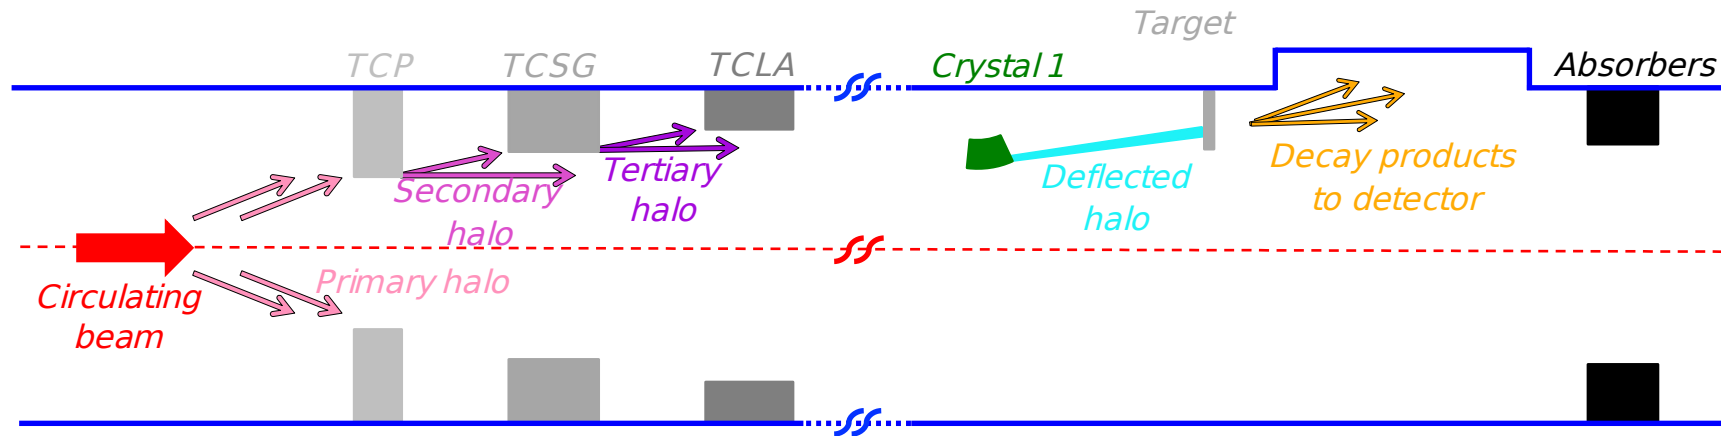 Target
TCP
TCSG
TCLA
Crystal 1
Absorbers
Secondary
halo
Tertiary
halo
Deflected
halo
Decay products
to detector
Primary halo
Circulating
beam